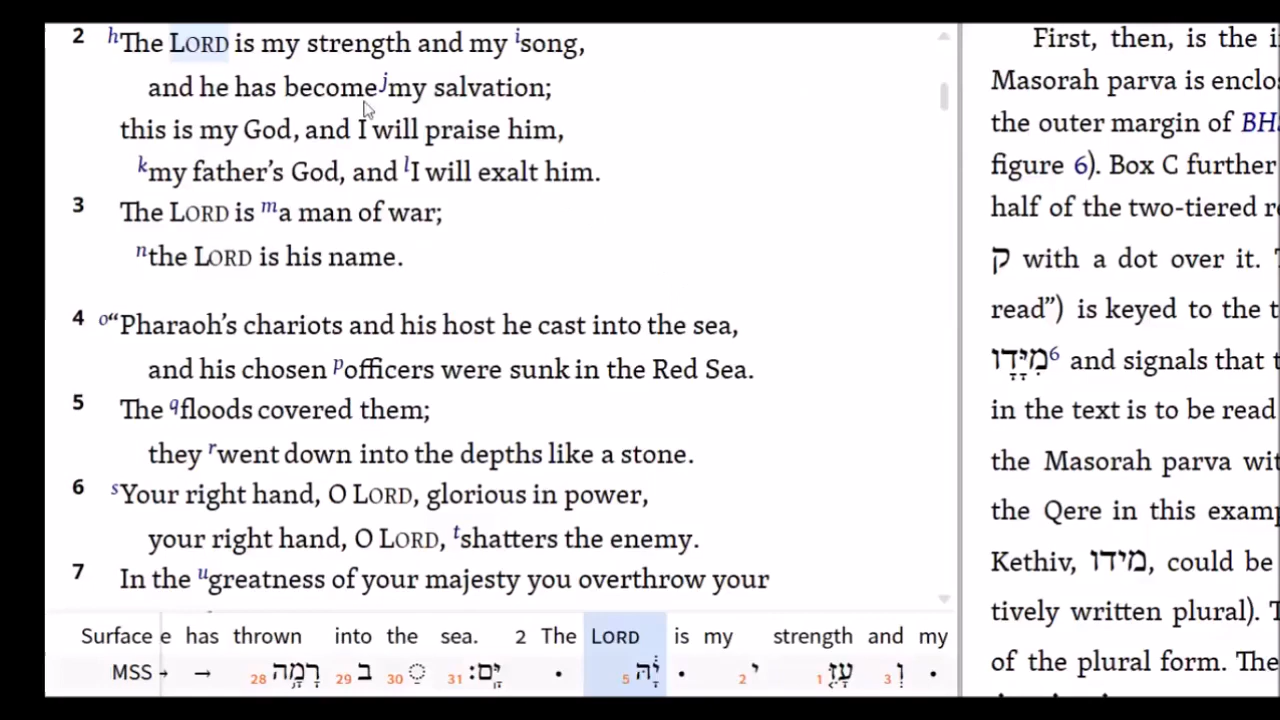 2 hThe LORD is my strength and my isong,
and he has become jmy salvation;
this is my God, and I will praise him,
kmy father's God, and lI will exalt him.
3 The LORD is ma man of war;
nthe LORD is his name.
4 o“Pharaoh's chariots and his host he cast into the sea,
and his chosen pofficers were sunk in the Red Sea.
5 The qfloods covered them;
they rwent down into the depths like a stone.
6 sYour right hand, O LORD, glorious in power,
your right hand, O LORD, tshatters the enemy.
7 In the ugreatness of your majesty you overthrow your
Surface e has thrown into the sea. 2 The LORD is my strength and my
MSS → → רָמָ֥ה 28 ב 29 ַ 30 יָּֽם׃ 31 • יָּ֔הּ 5 • י 2 עָזִּ֤ 1 וְ 3 •
First, then, is the i
Masorah parva is enclo
the outer margin of BH
figure 6). Box C further
half of the two-tiered r
ק with a dot over it.
read”) is keyed to the t
מִיָּדָו6 and signals that
in the text is to be read
the Masorah parva wit
the Qere in this examp
Kethiv, מידו, could be
tively written plural).
of the plural form. The